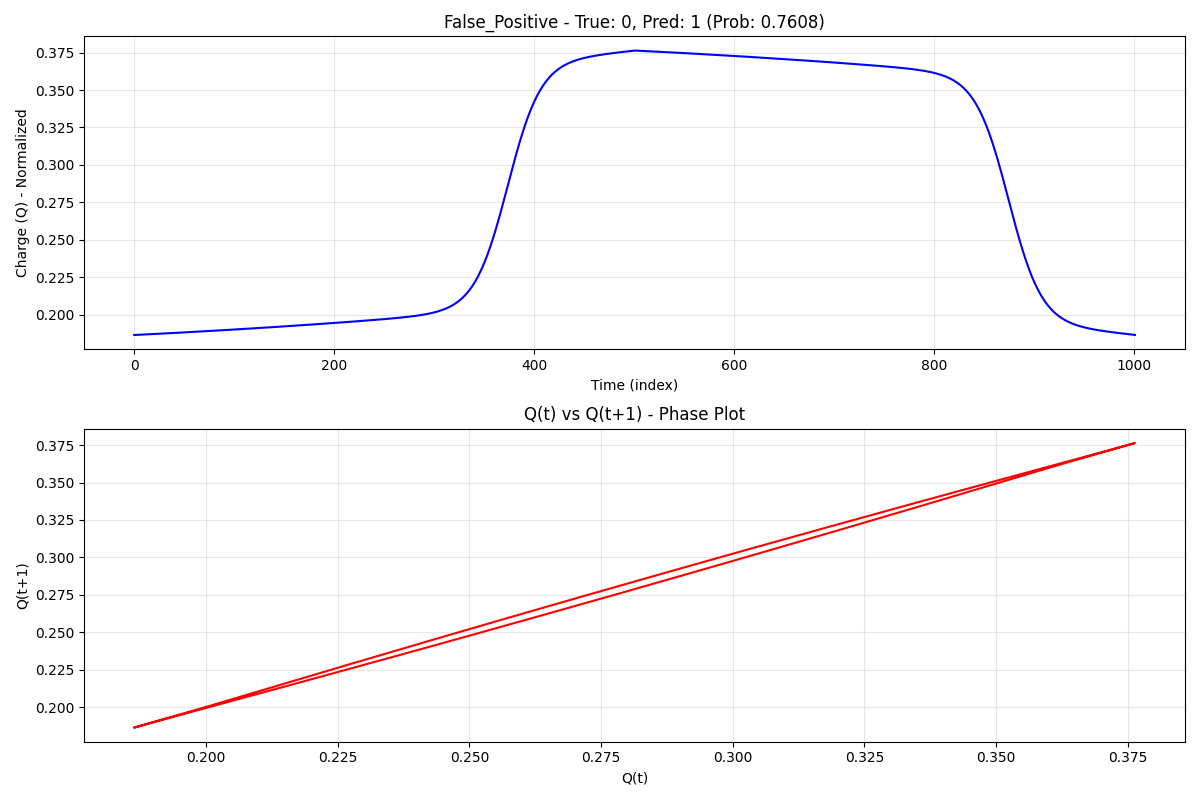 False_Positive - True: 0, Pred: 1 (Prob: 0.7608)
Charge (Q) - Normalized
0.375
0.350
0.325
0.300
0.275
0.250
0.225
0.200
0 200 400 600 800 1000
Time (index)
Q(t) vs Q(t+1) - Phase Plot
Q(t+1)
0.375
0.350
0.325
0.300
0.275
0.250
0.225
0.200
0.200 0.225 0.250 0.275 0.300 0.325 0.350 0.375
Q(t)